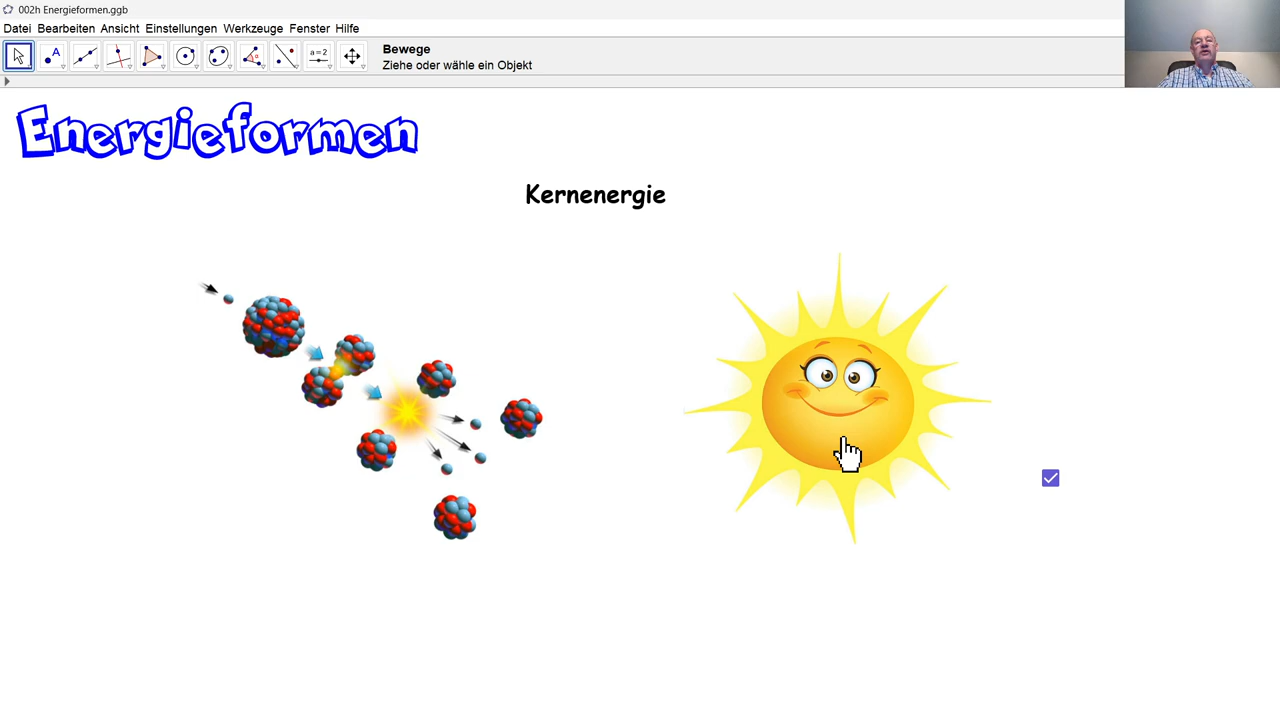 002h Energieformen.ggb
Datei Bearbeiten Ansicht Einstellungen Werkzeuge Fenster Hilfe
A
a=2
Bewege
Ziehe oder wähle ein Objekt
Energieformen
Kernenergie